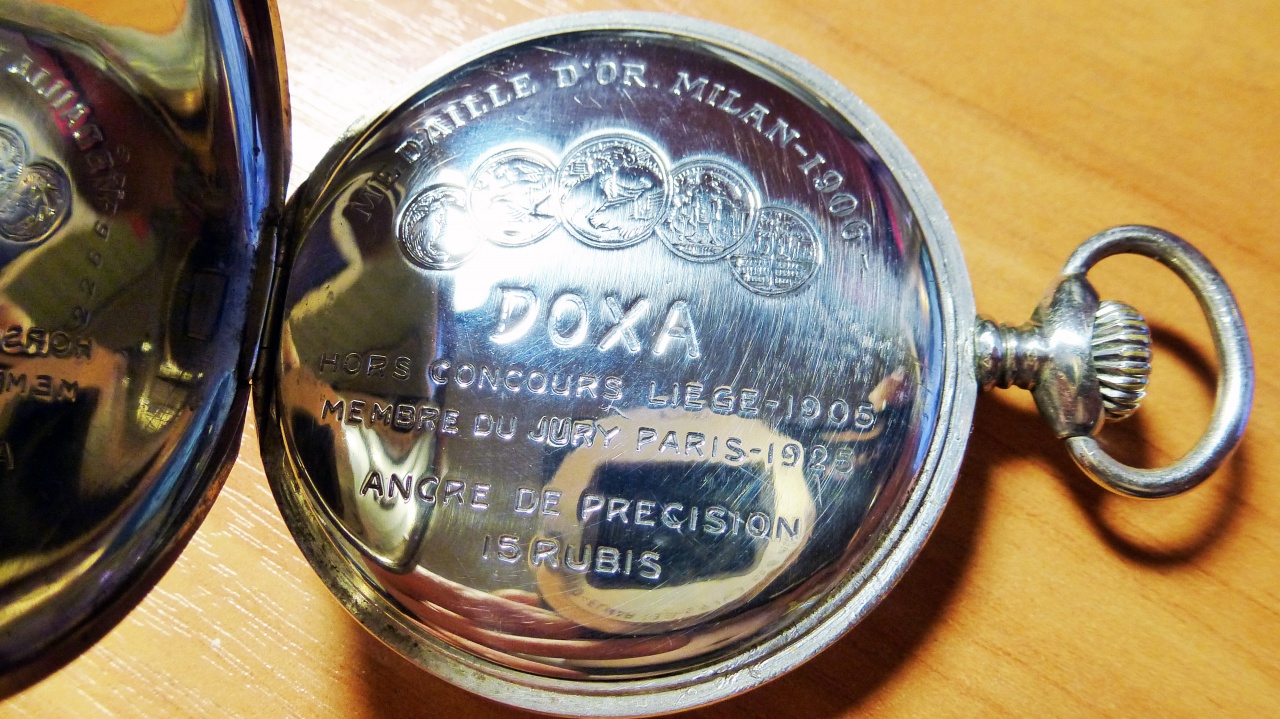 MEDAILLE D'OR. MILAN-1906-
DOXA
HORS CONCOURS LIEGE-1905
MEMBRE DU JURY PARIS-1925
ANCRE DE PRECISION
15 RUBIS